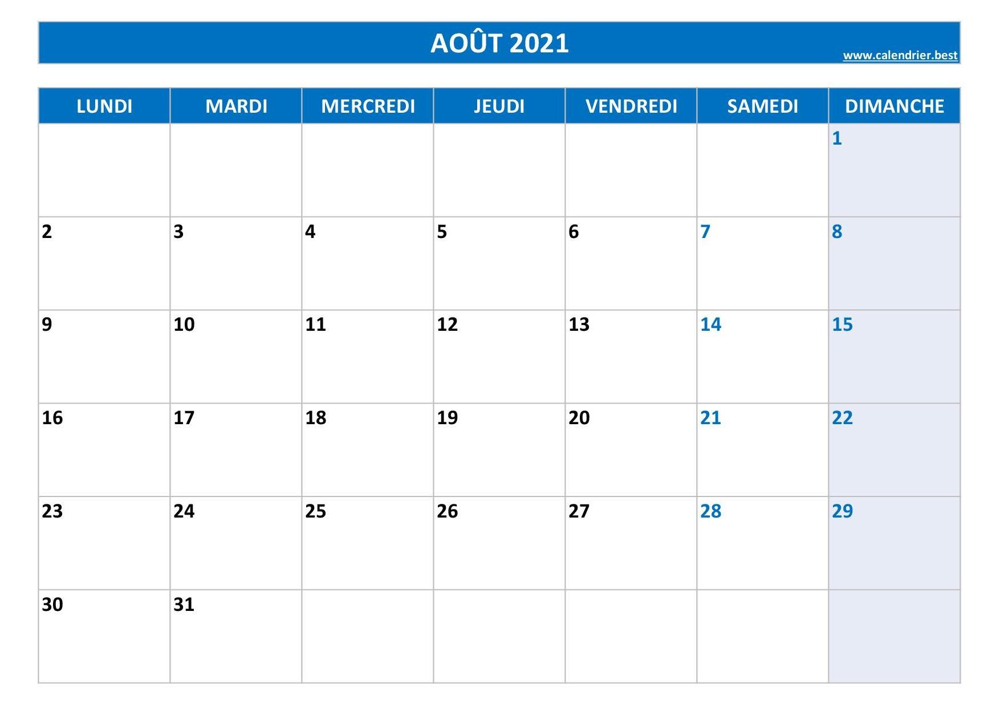 AOÛT 2021
www.calendrier.best
LUNDI MARDI MERCREDI JEUDI VENDREDI SAMEDI DIMANCHE
1
2 3 4 5 6 7 8
9 10 11 12 13 14 15
16 17 18 19 20 21 22
23 24 25 26 27 28 29
30 31